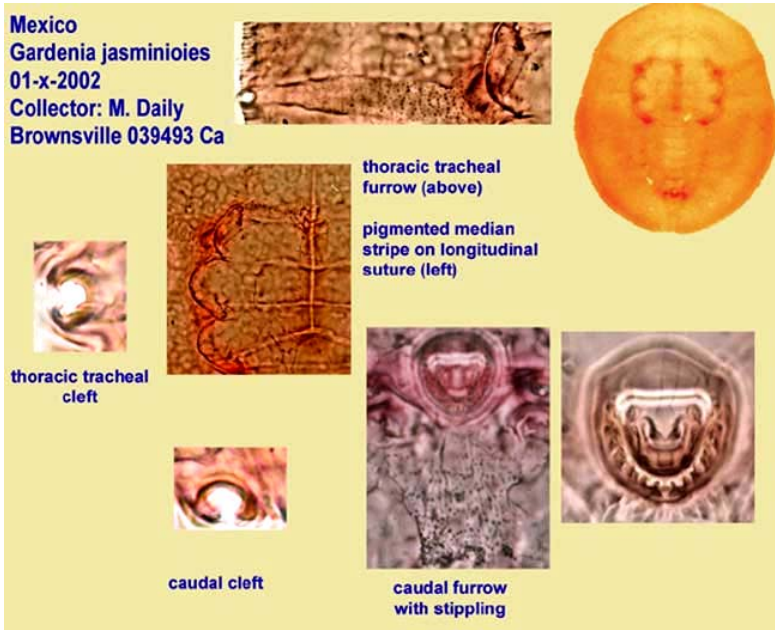 Mexico
Gardenia jasminioies
01-x-2002
Collector: M. Daily
Brownsville 039493 Ca
thoracic tracheal
furrow (above)
pigmented median
stripe on longitudinal
suture (left)
thoracic tracheal
cleft
caudal cleft
caudal furrow
with stippling